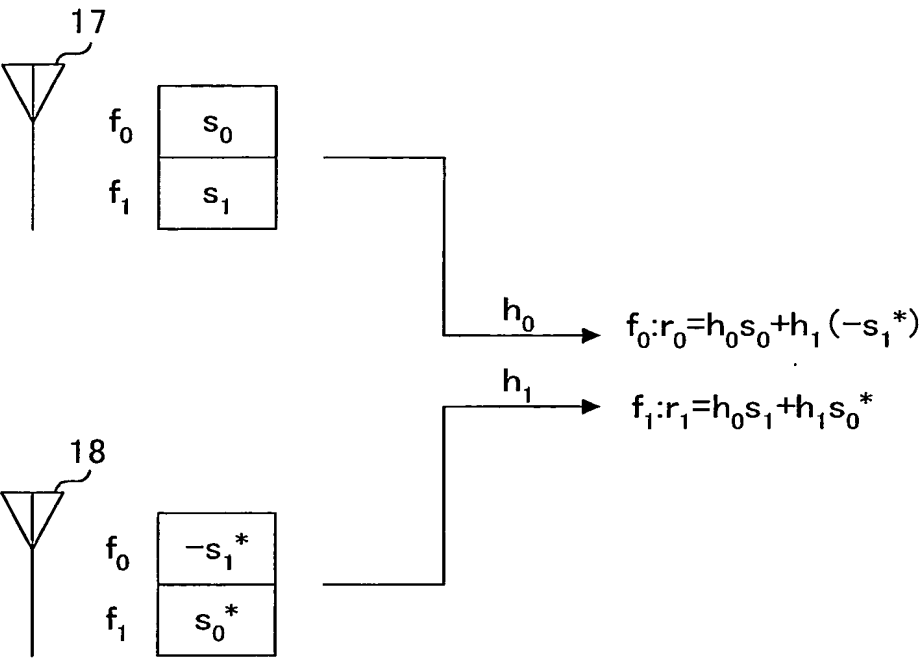 17
f₀ s₀
f₁ s₁
h₀
f₀:r₀=h₀s₀+h₁(−s₁*)
h₁
f₁:r₁=h₀s₁+h₁s₀*
18
f₀ −s₁*
f₁ s₀*